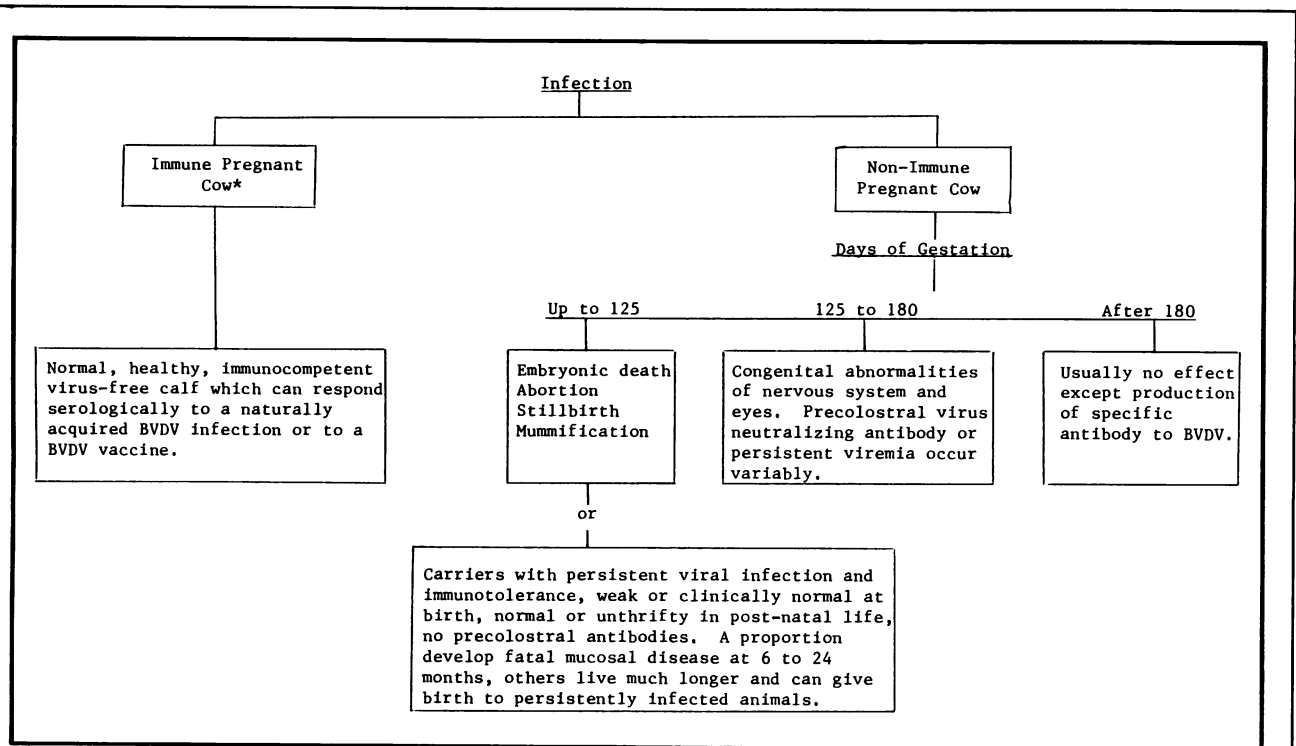 Infection
Immune Pregnant
Cow*
Non-Immune
Pregnant Cow
Days of Gestation
Up to 125
125 to 180
After 180
Normal, healthy, immunocompetent
virus-free calf which can respond
serologically to a naturally
acquired BVDV infection or to a
BVDV vaccine.
Embryonic death
Abortion
Stillbirth
Mummification
Congenital abnormalities
of nervous system and
eyes. Precolostral virus
neutralizing antibody or
persistent viremia occur
variably.
Usually no effect
except production
of specific
antibody to BVDV.
or
Carriers with persistent viral infection and
immunotolerance, weak or clinically normal at
birth, normal or unthrifty in post-natal life,
no precolostral antibodies. A proportion
develop fatal mucosal disease at 6 to 24
months, others live much longer and can give
birth to persistently infected animals.